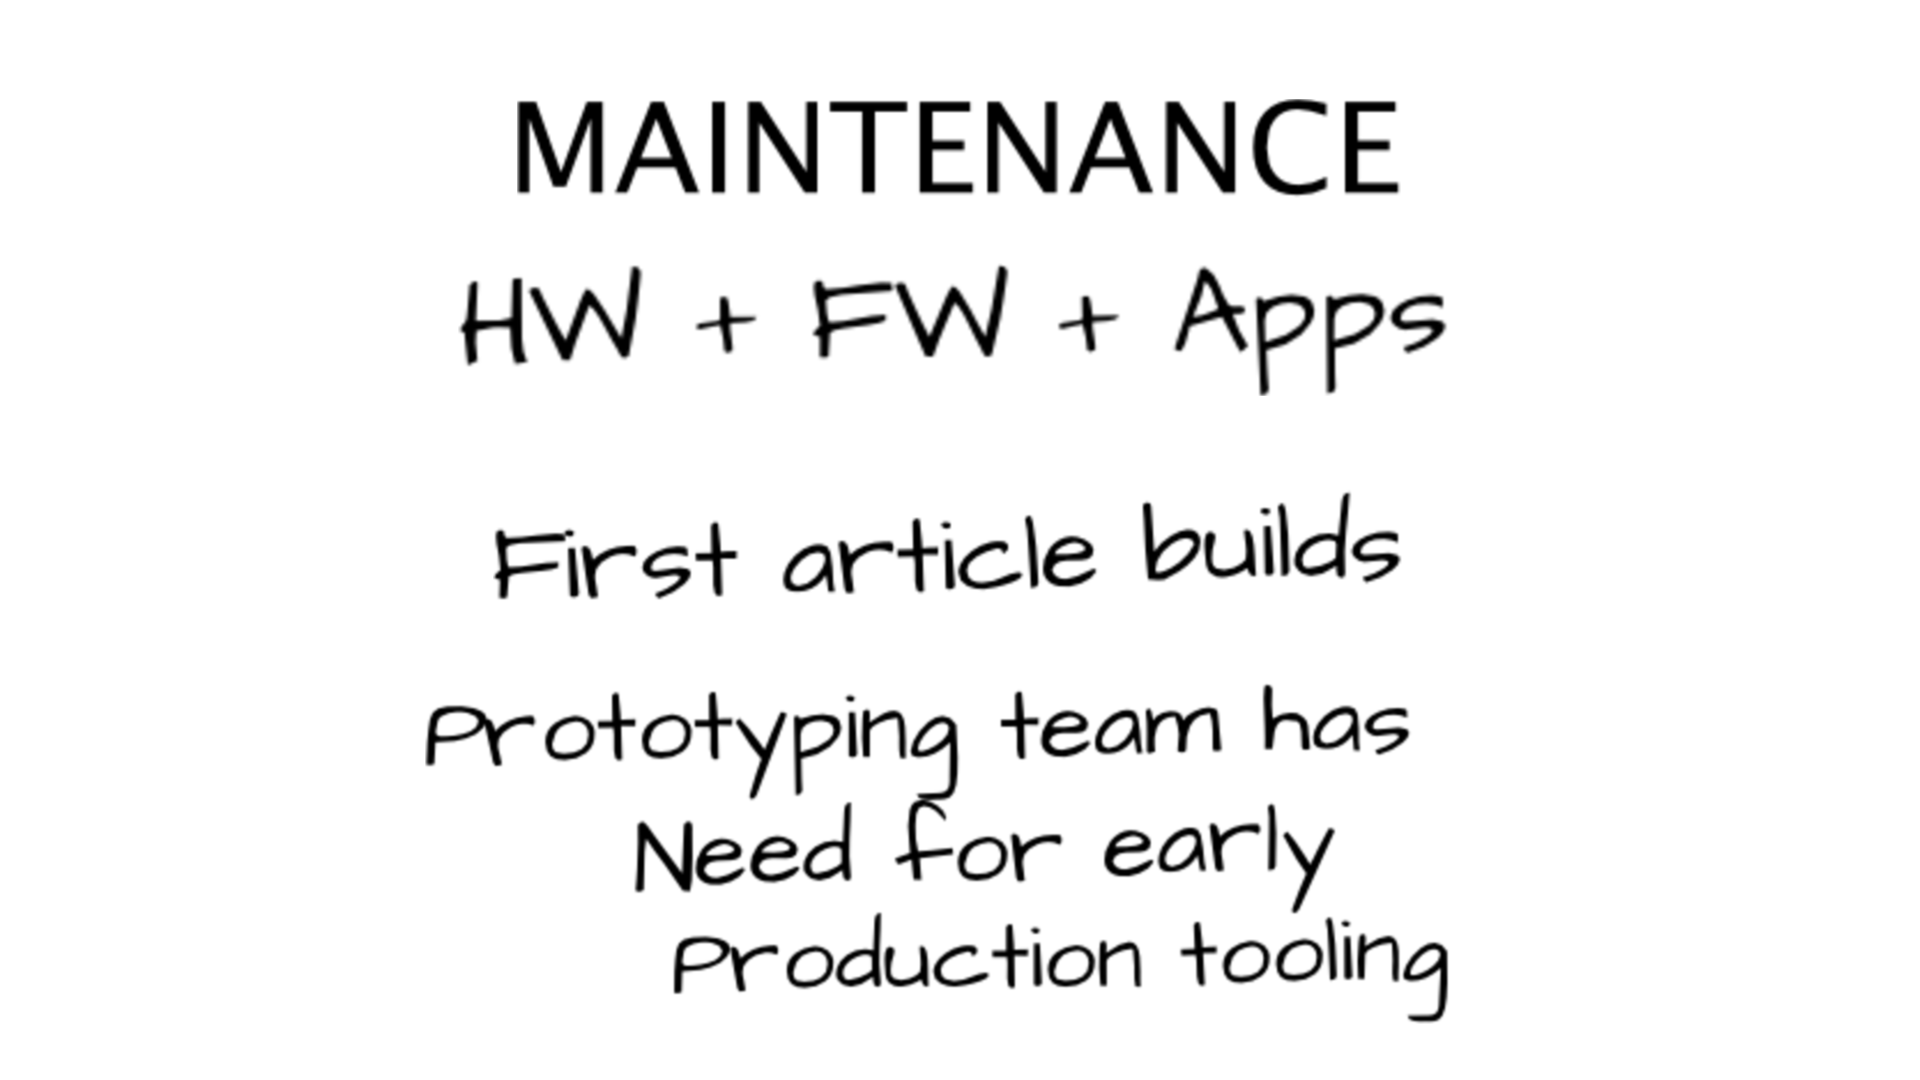 MAINTENANCE
HW + FW + Apps
First article builds
Prototyping team has
Need for early
Production tooling